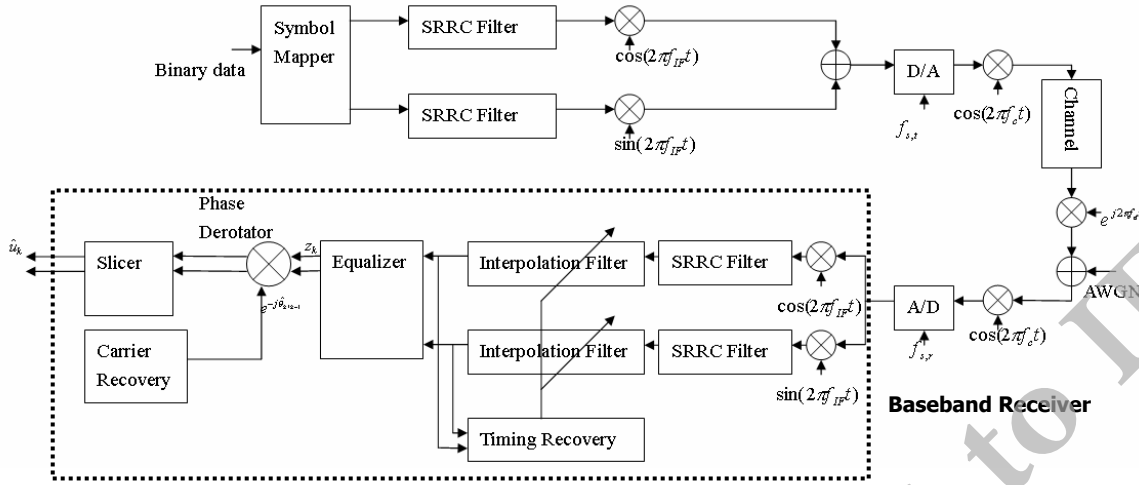 Symbol
Mapper
Binary data
SRRC Filter
cos(2πf_IF t)
SRRC Filter
sin(2πf_IF t)
D/A
f_s,t
cos(2πf_c t)
Channel
AWGN
cos(2πf_c t)
A/D
f_s,r
Baseband Receiver
cos(2πf_IF t)
sin(2πf_IF t)
SRRC Filter
SRRC Filter
Interpolation Filter
Interpolation Filter
Timing Recovery
Equalizer
z_k
Phase
Derotator
Slicer
û_k
Carrier
Recovery
to